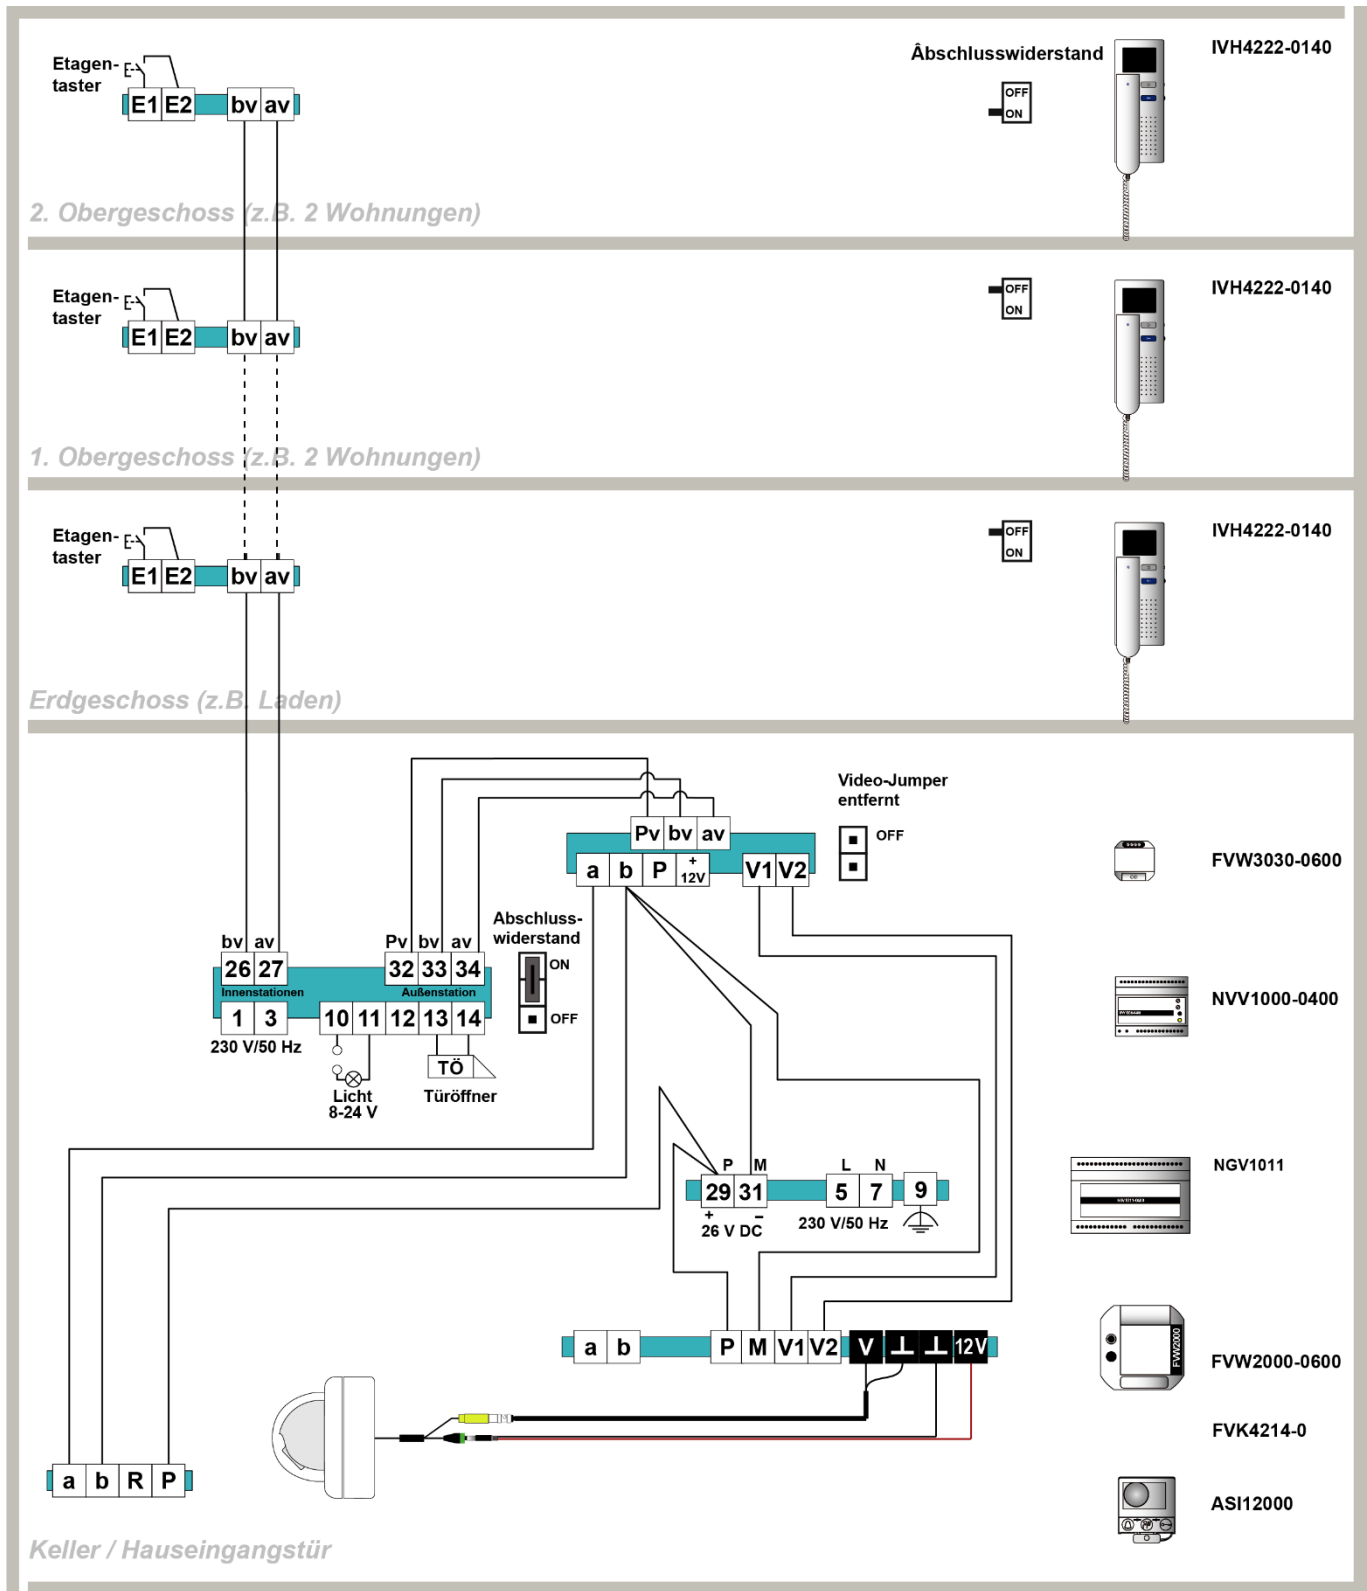 Etagen-
taster
E1 E2 bv av
Âbschlusswiderstand
OFF
ON
IVH4222-0140
2. Obergeschoss (z.B. 2 Wohnungen)
Etagen-
taster
E1 E2 bv av
OFF
ON
IVH4222-0140
1. Obergeschoss (z.B. 2 Wohnungen)
Etagen-
taster
E1 E2 bv av
OFF
ON
IVH4222-0140
Erdgeschoss (z.B. Laden)
Video-Jumper
entfernt
OFF
Pv bv av
a b P + 12V V1 V2
FVW3030-0600
Abschluss-
widerstand
ON
OFF
bv av Pv bv av
26 27 32 33 34
Innenstationen Außenstation
1 3 10 11 12 13 14
230 V/50 Hz
TÖ
Licht
8-24 V
Türöffner
NVV1000-0400
P M L N
29 31 5 7 9
+ –
26 V DC
230 V/50 Hz
NGV1011
a b P M V1 V2 V ⊥ ⊥ 12V
FVW2000
FVW2000-0600
FVK4214-0
a b R P
ASI12000
Keller / Hauseingangstür